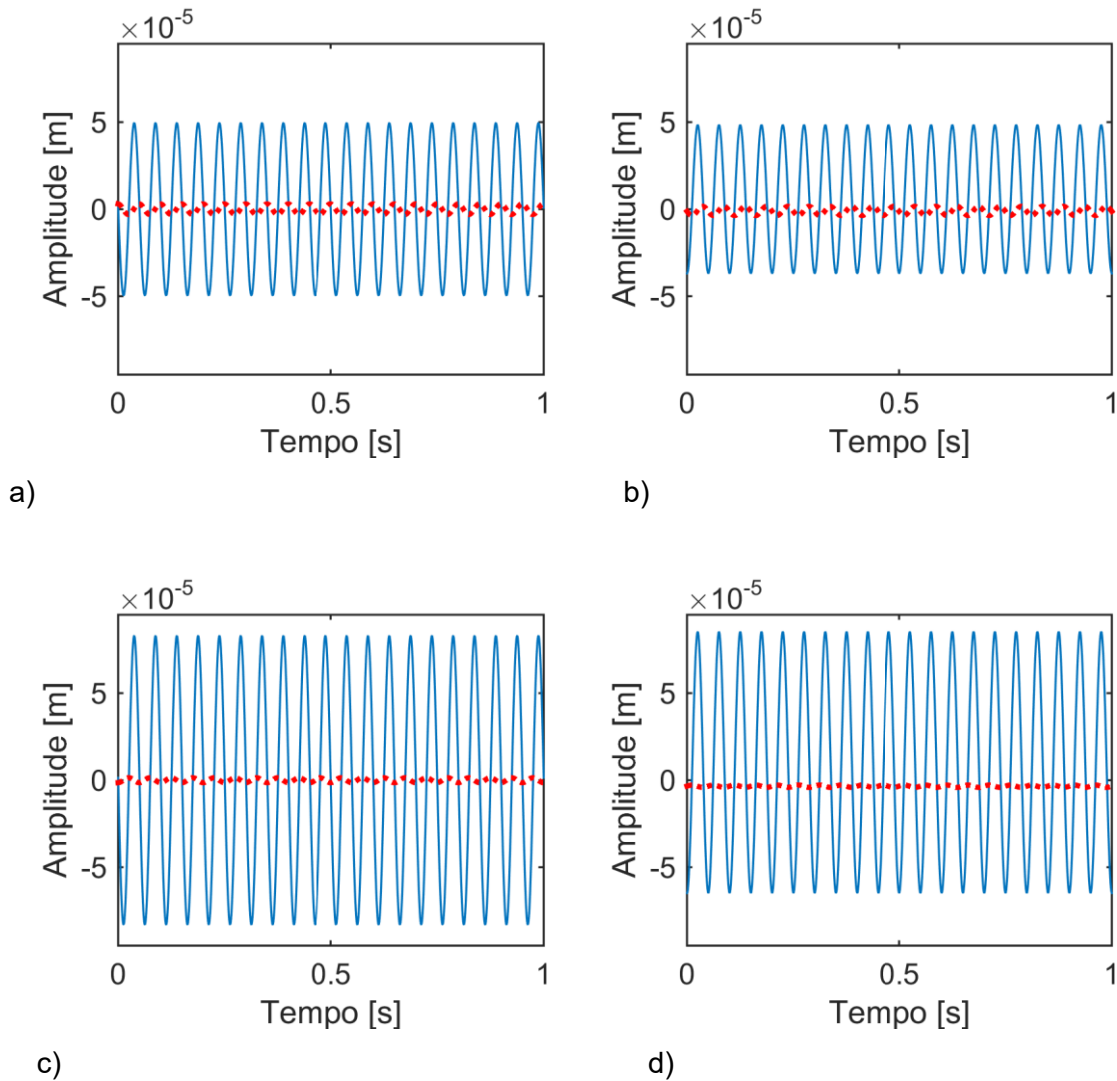 ×10⁻⁵
5
0
-5
Amplitude [m]
0
0.5
1
Tempo [s]
a)
×10⁻⁵
5
0
-5
Amplitude [m]
0
0.5
1
Tempo [s]
b)
×10⁻⁵
5
0
-5
Amplitude [m]
0
0.5
1
Tempo [s]
c)
×10⁻⁵
5
0
-5
Amplitude [m]
0
0.5
1
Tempo [s]
d)